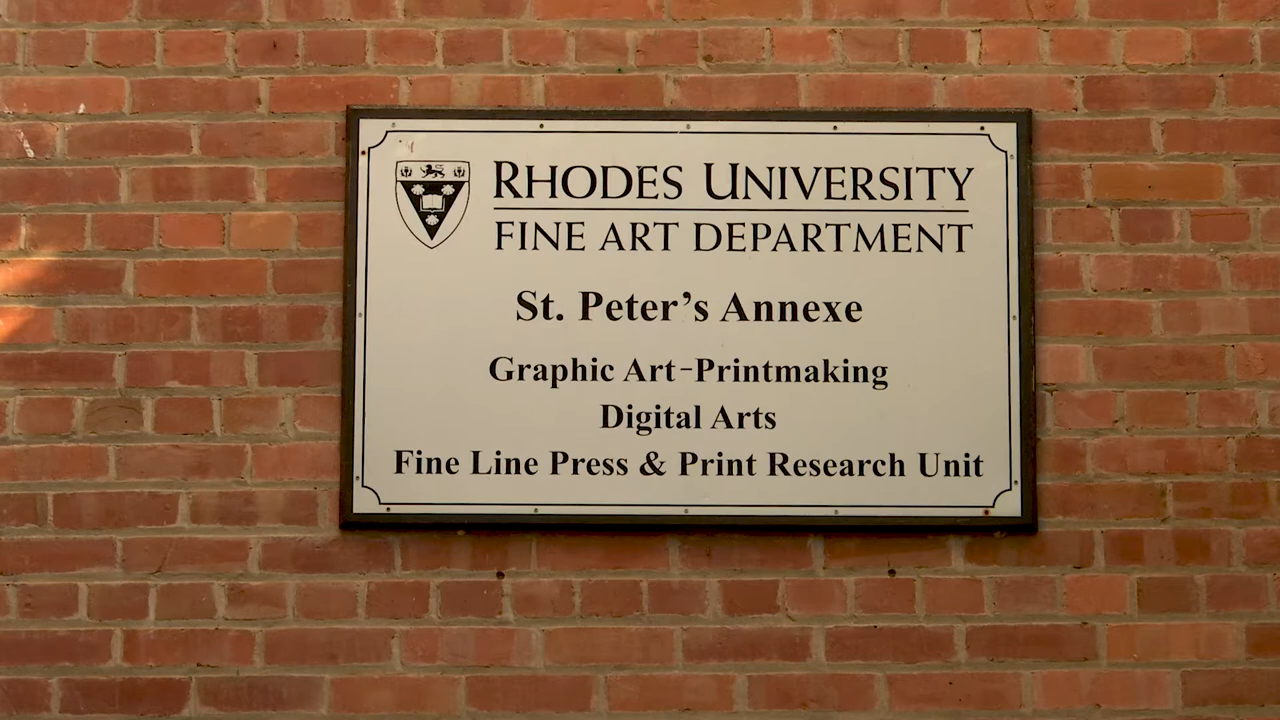 RHODES UNIVERSITY
FINE ART DEPARTMENT
St. Peter’s Annexe
Graphic Art-Printmaking
Digital Arts
Fine Line Press & Print Research Unit